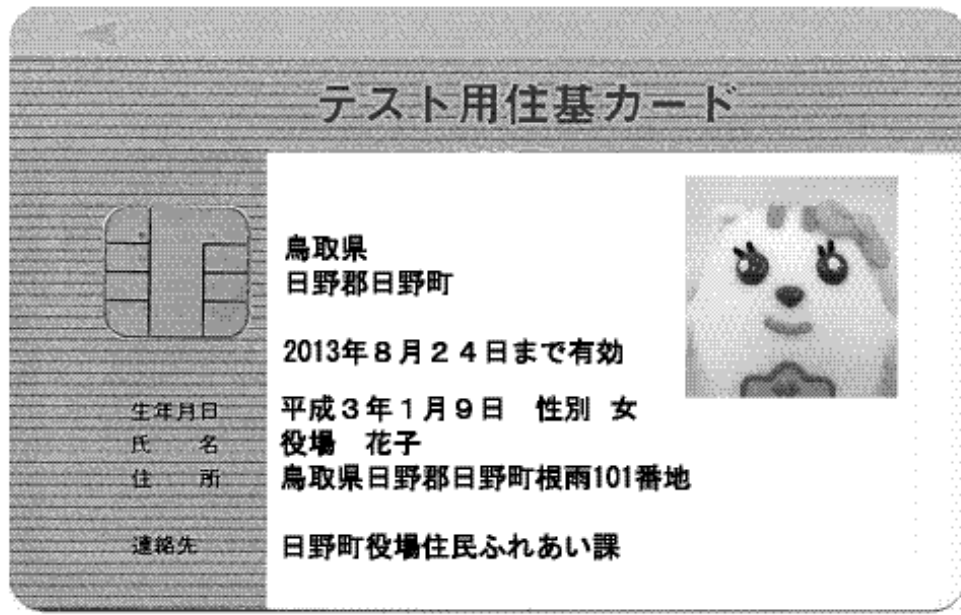 テスト用住基カード
鳥取県
日野郡日野町
2013年８月２４日まで有効
生年月日 平成３年１月９日 性別 女
氏 名 役場 花子
住 所 鳥取県日野郡日野町根雨101番地
連絡先 日野町役場住民ふれあい課